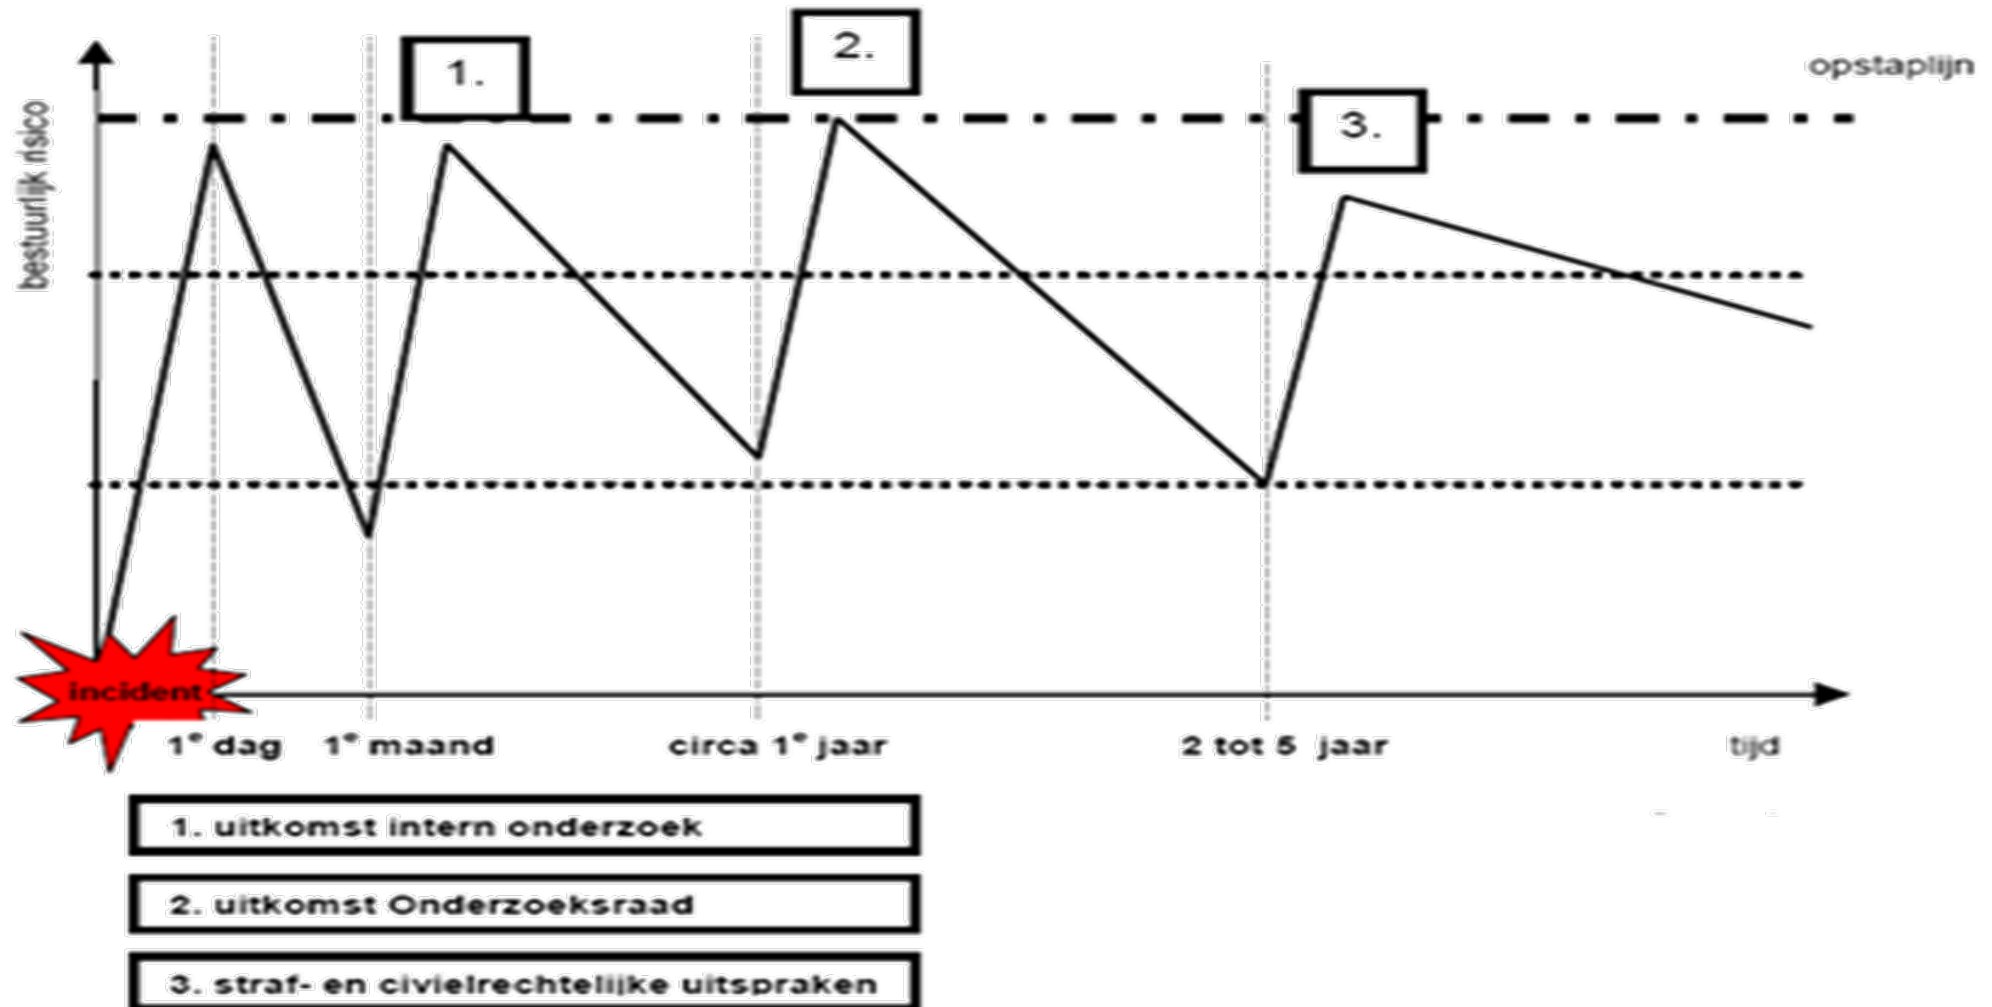 1.
2.
opstaplijn
3.
bestuurlijk risico
incident
1e dag
1e maand
circa 1e jaar
2 tot 5 jaar
tijd
1. uitkomst intern onderzoek
2. uitkomst Onderzoeksraad
3. straf- en civielrechtelijke uitspraken